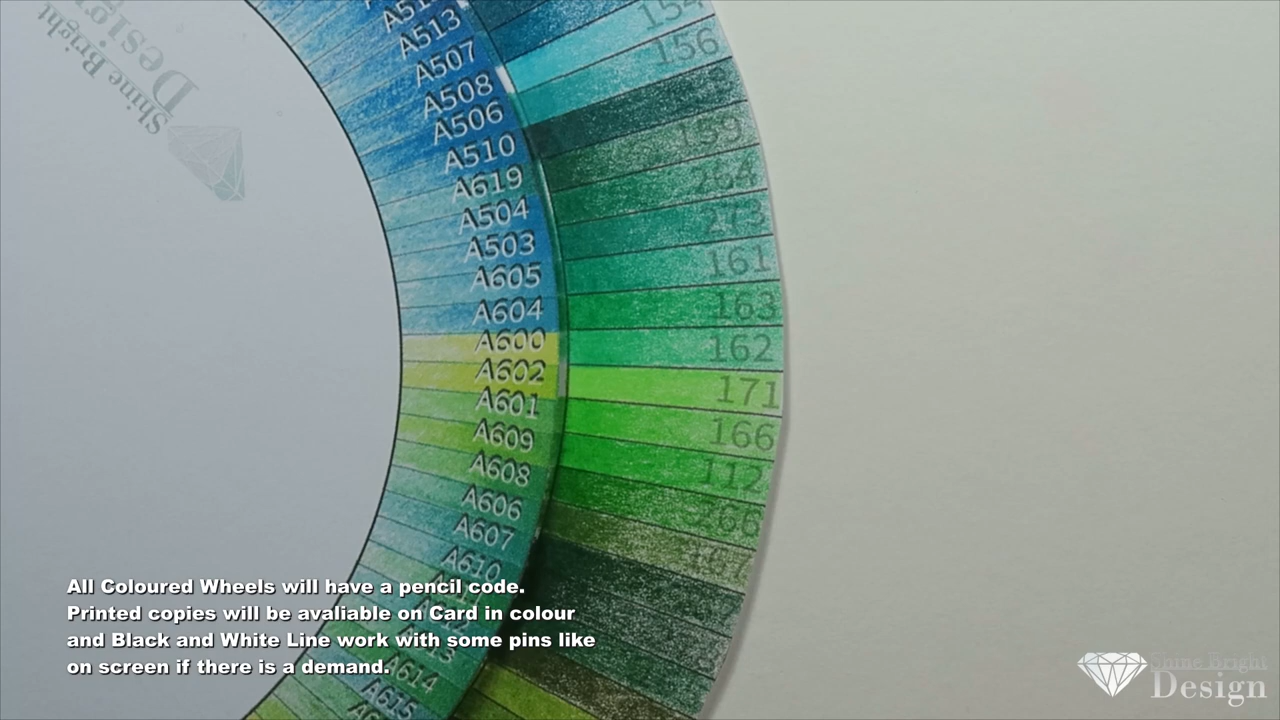 Shine Bright
Design
A513
A507
A508
A506
A510
A619
A504
A503
A605
A604
A600
A602
A601
A609
A608
A606
A607
A610
A614
A615
154
156
159
264
273
161
163
162
171
166
112
266
167
All Coloured Wheels will have a pencil code.
Printed copies will be avaliable on Card in colour
and Black and White Line work with some pins like
on screen if there is a demand.
Shine Bright
Design